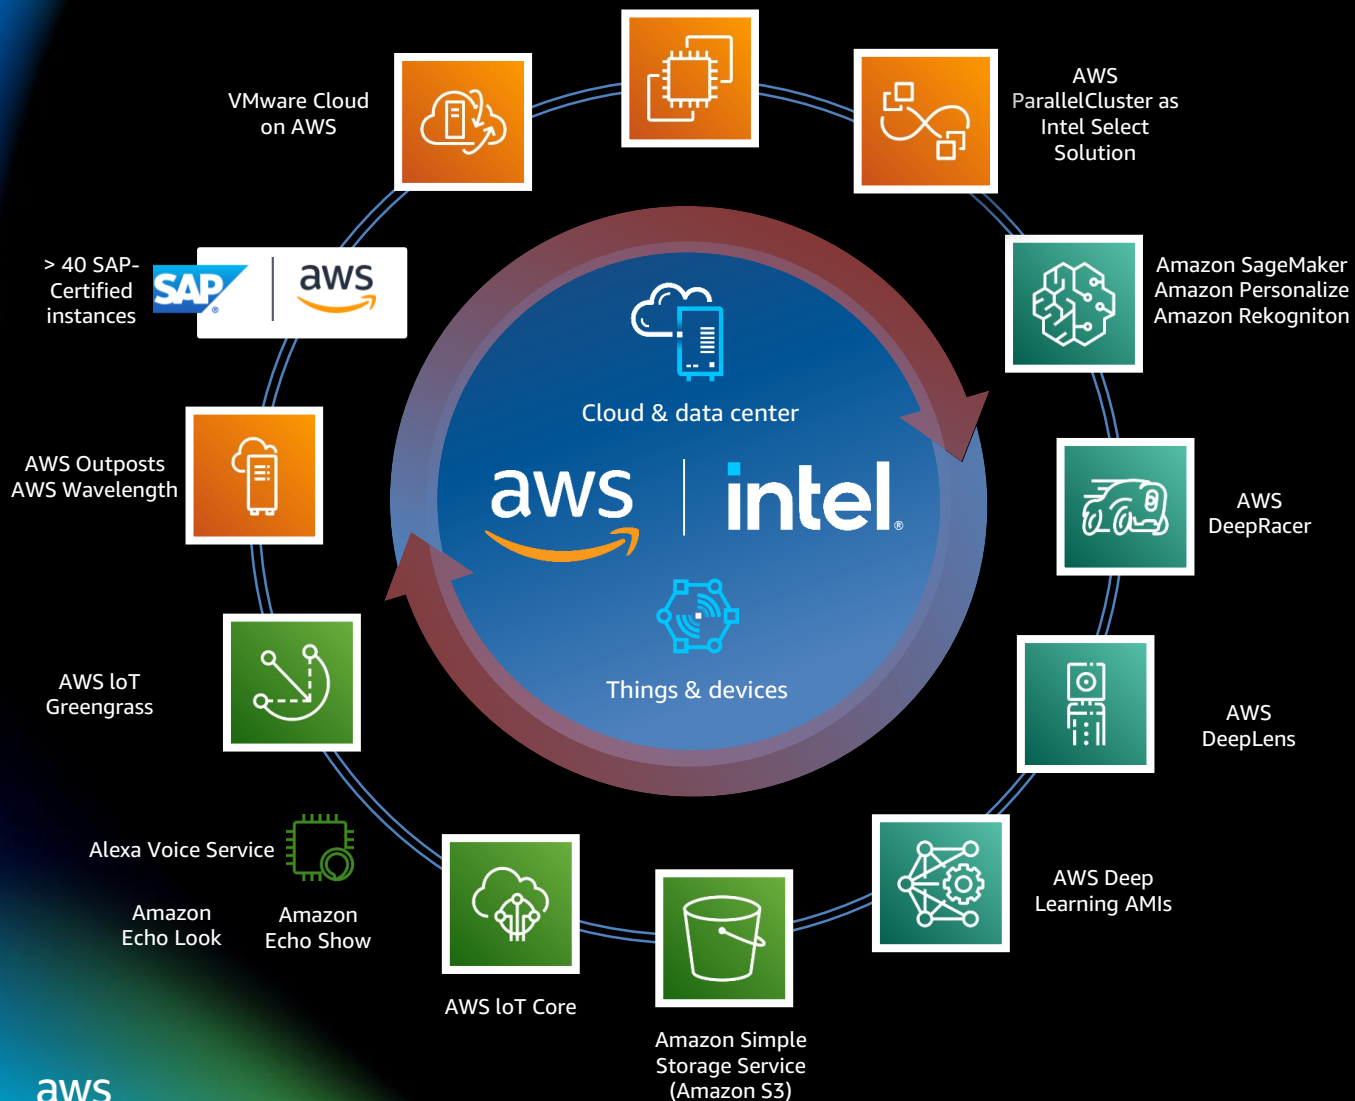 VMware Cloud
on AWS
AWS
ParallelCluster as
Intel Select
Solution
> 40 SAP-
Certified
instances
SAP
®
aws
Amazon SageMaker
Amazon Personalize
Amazon Rekogniton
Cloud & data center
aws
intel
®
AWS Outposts
AWS Wavelength
AWS
DeepRacer
Things & devices
AWS loT
Greengrass
AWS
DeepLens
Alexa Voice Service
Amazon
Echo Look
Amazon
Echo Show
AWS Deep
Learning AMIs
AWS loT Core
Amazon Simple
Storage Service
(Amazon S3)
aws